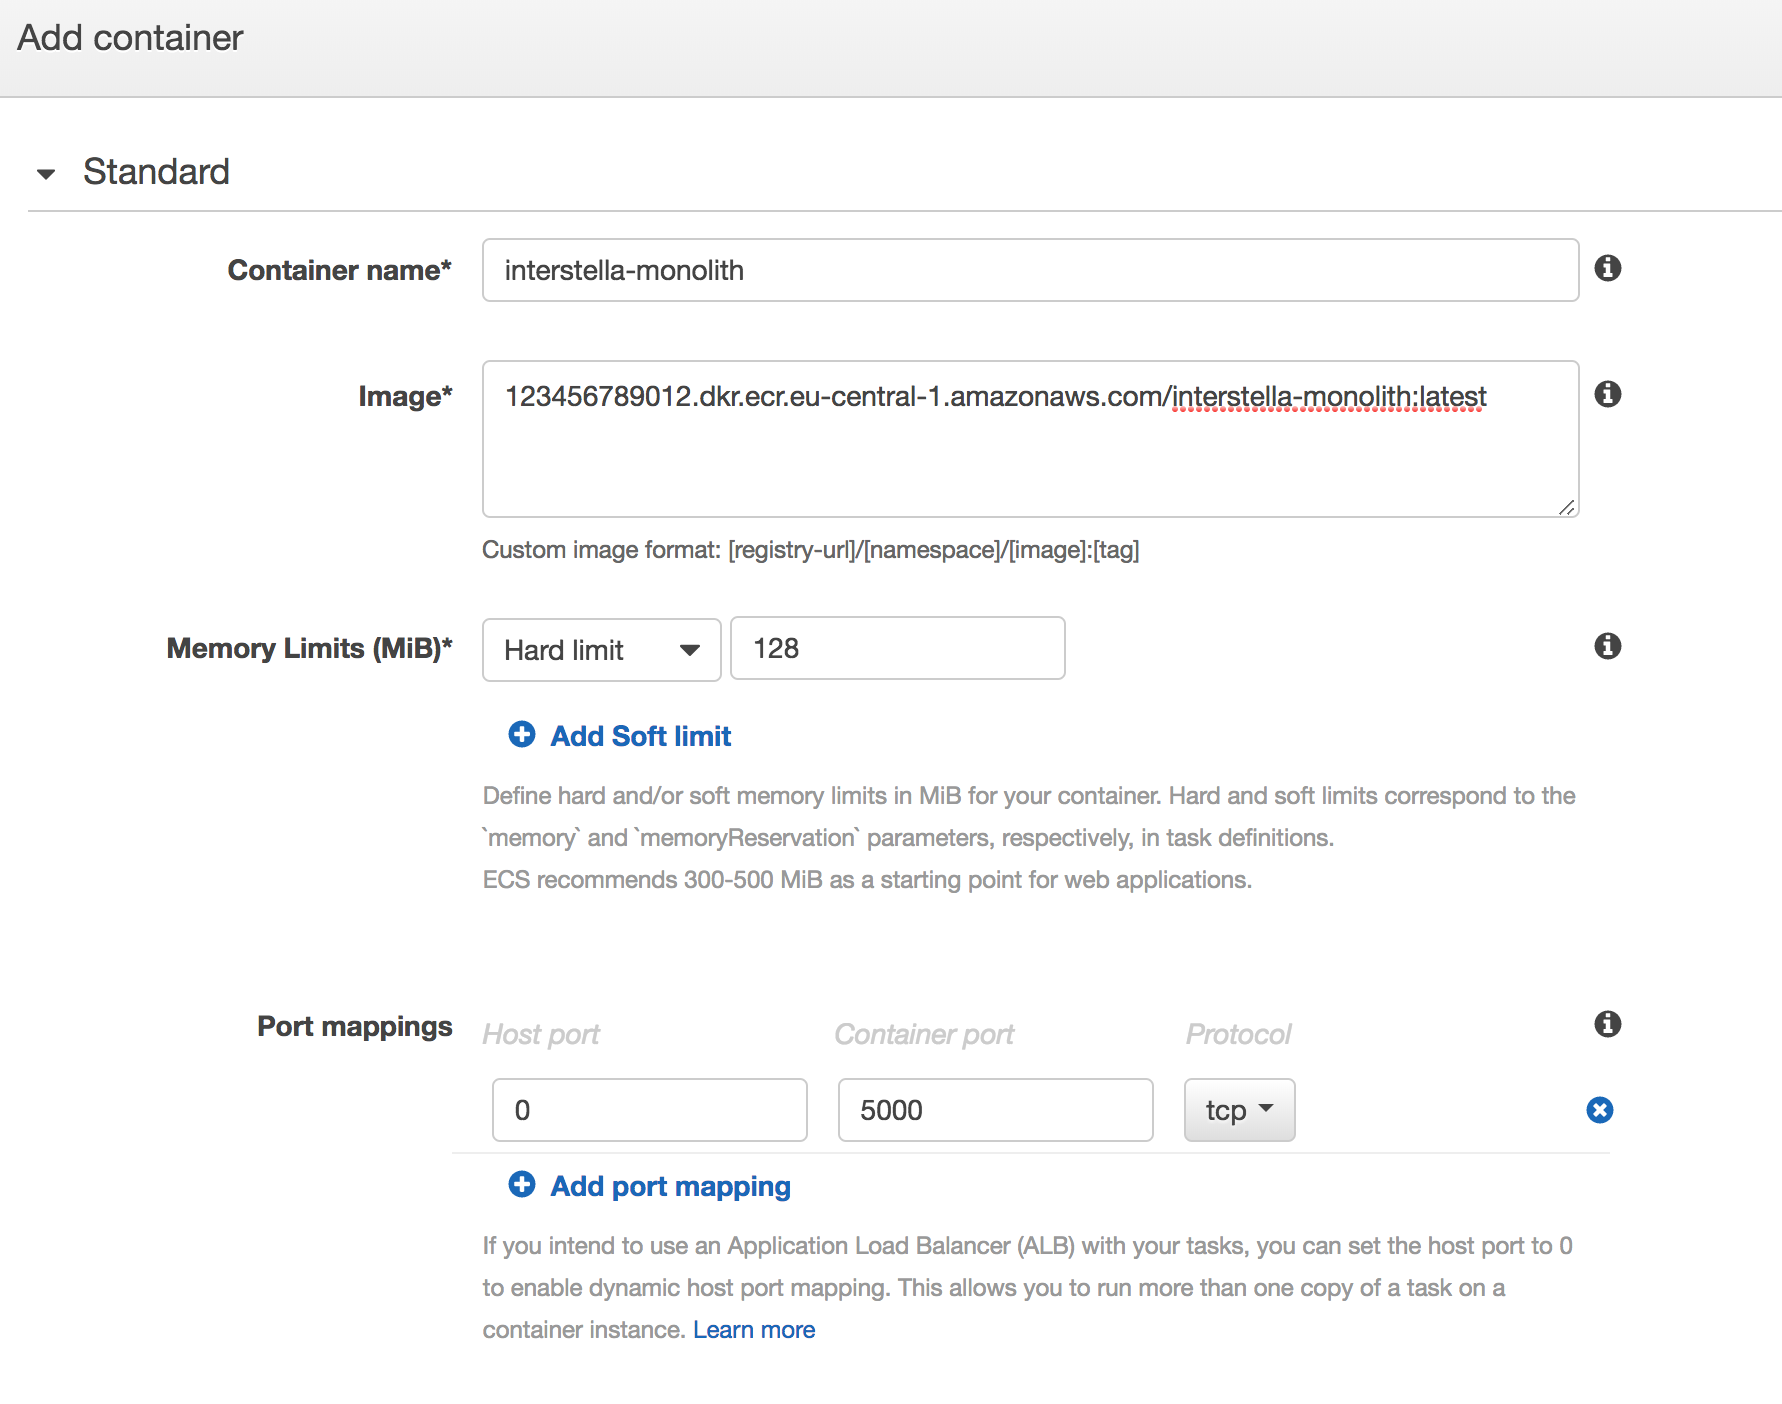 Add container
Standard
Container name*
interstella-monolith
Image*
123456789012.dkr.ecr.eu-central-1.amazonaws.com/interstella-monolith:latest
Custom image format: [registry-url]/[namespace]/[image]:[tag]
Memory Limits (MiB)*
Hard limit
128
Add Soft limit
Define hard and/or soft memory limits in MiB for your container. Hard and soft limits correspond to the
`memory` and `memoryReservation` parameters, respectively, in task definitions.
ECS recommends 300-500 MiB as a starting point for web applications.
Port mappings
Host port
Container port
Protocol
0
5000
tcp
Add port mapping
If you intend to use an Application Load Balancer (ALB) with your tasks, you can set the host port to 0
to enable dynamic host port mapping. This allows you to run more than one copy of a task on a
container instance. Learn more